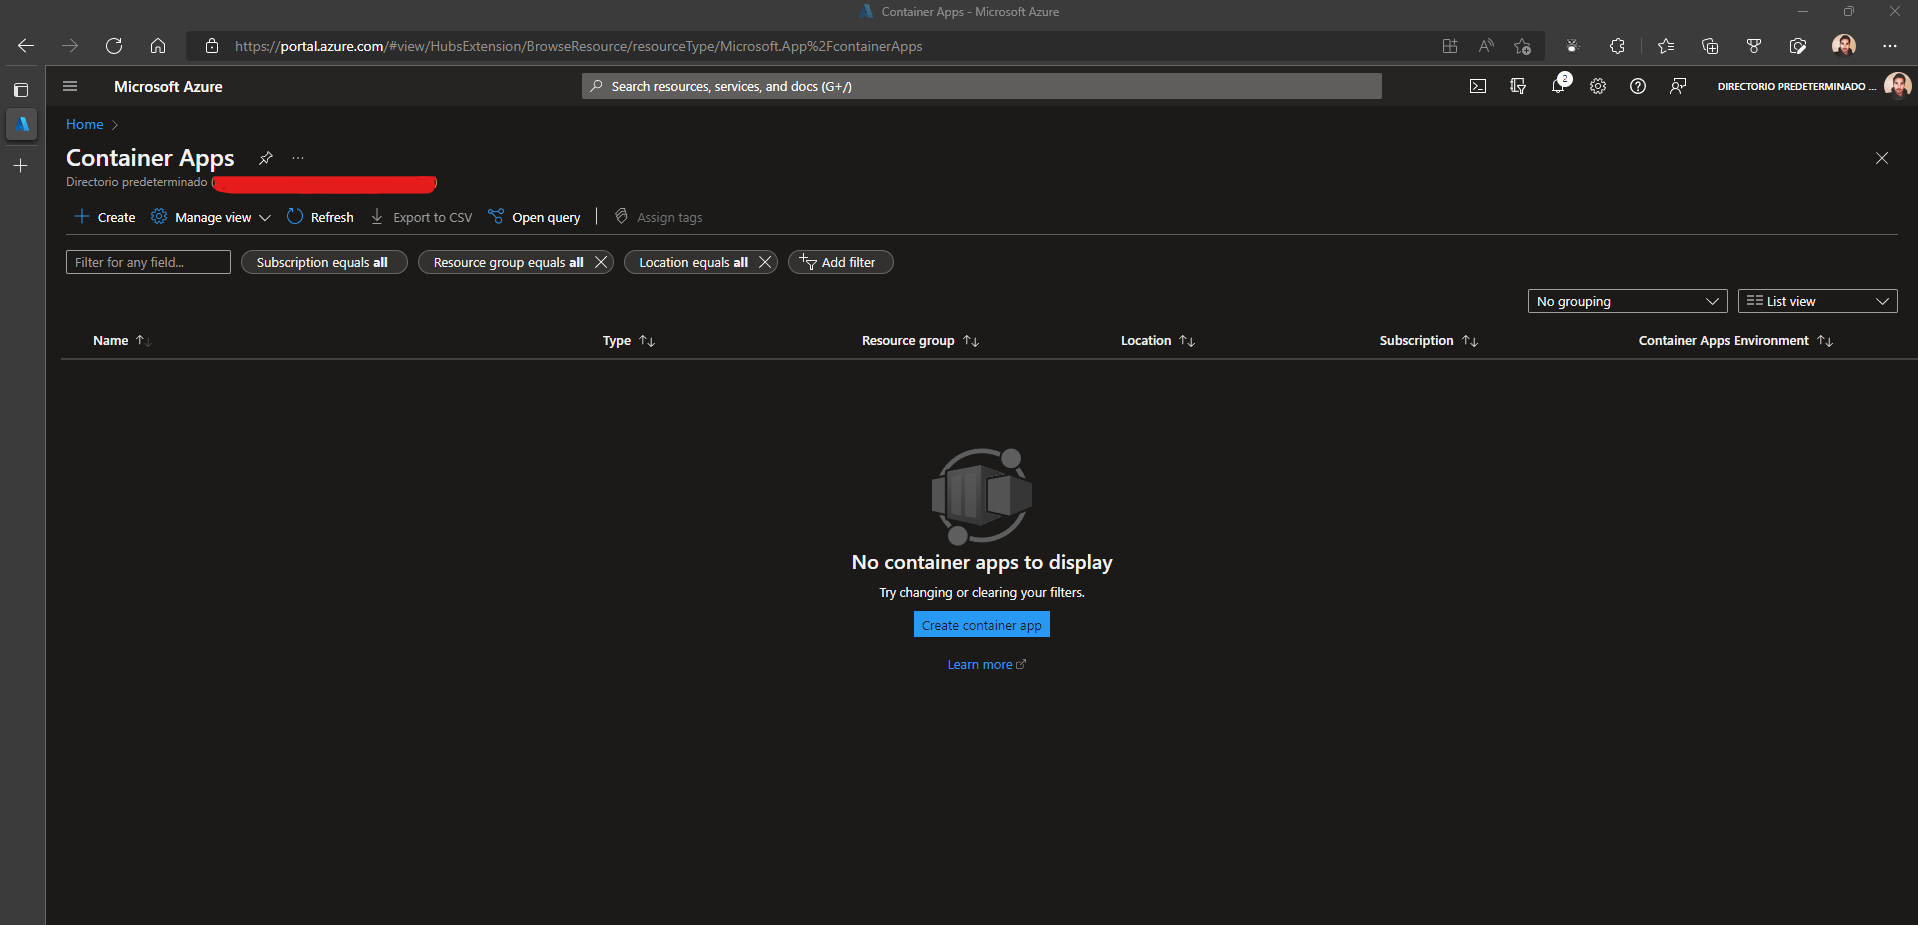 Container Apps - Microsoft Azure
https://portal.azure.com/#view/HubsExtension/BrowseResource/resourceType/Microsoft.App%2FcontainerApps
Microsoft Azure
Search resources, services, and docs (G+/)
2
DIRECTORIO PREDETERMINADO ...
Home
Container Apps
Directorio predeterminado
Create
Manage view
Refresh
Export to CSV
Open query
Assign tags
Filter for any field...
Subscription equals all
Resource group equals all
Location equals all
Add filter
No grouping
List view
Name
Type
Resource group
Location
Subscription
Container Apps Environment
No container apps to display
Try changing or clearing your filters.
Create container app
Learn more